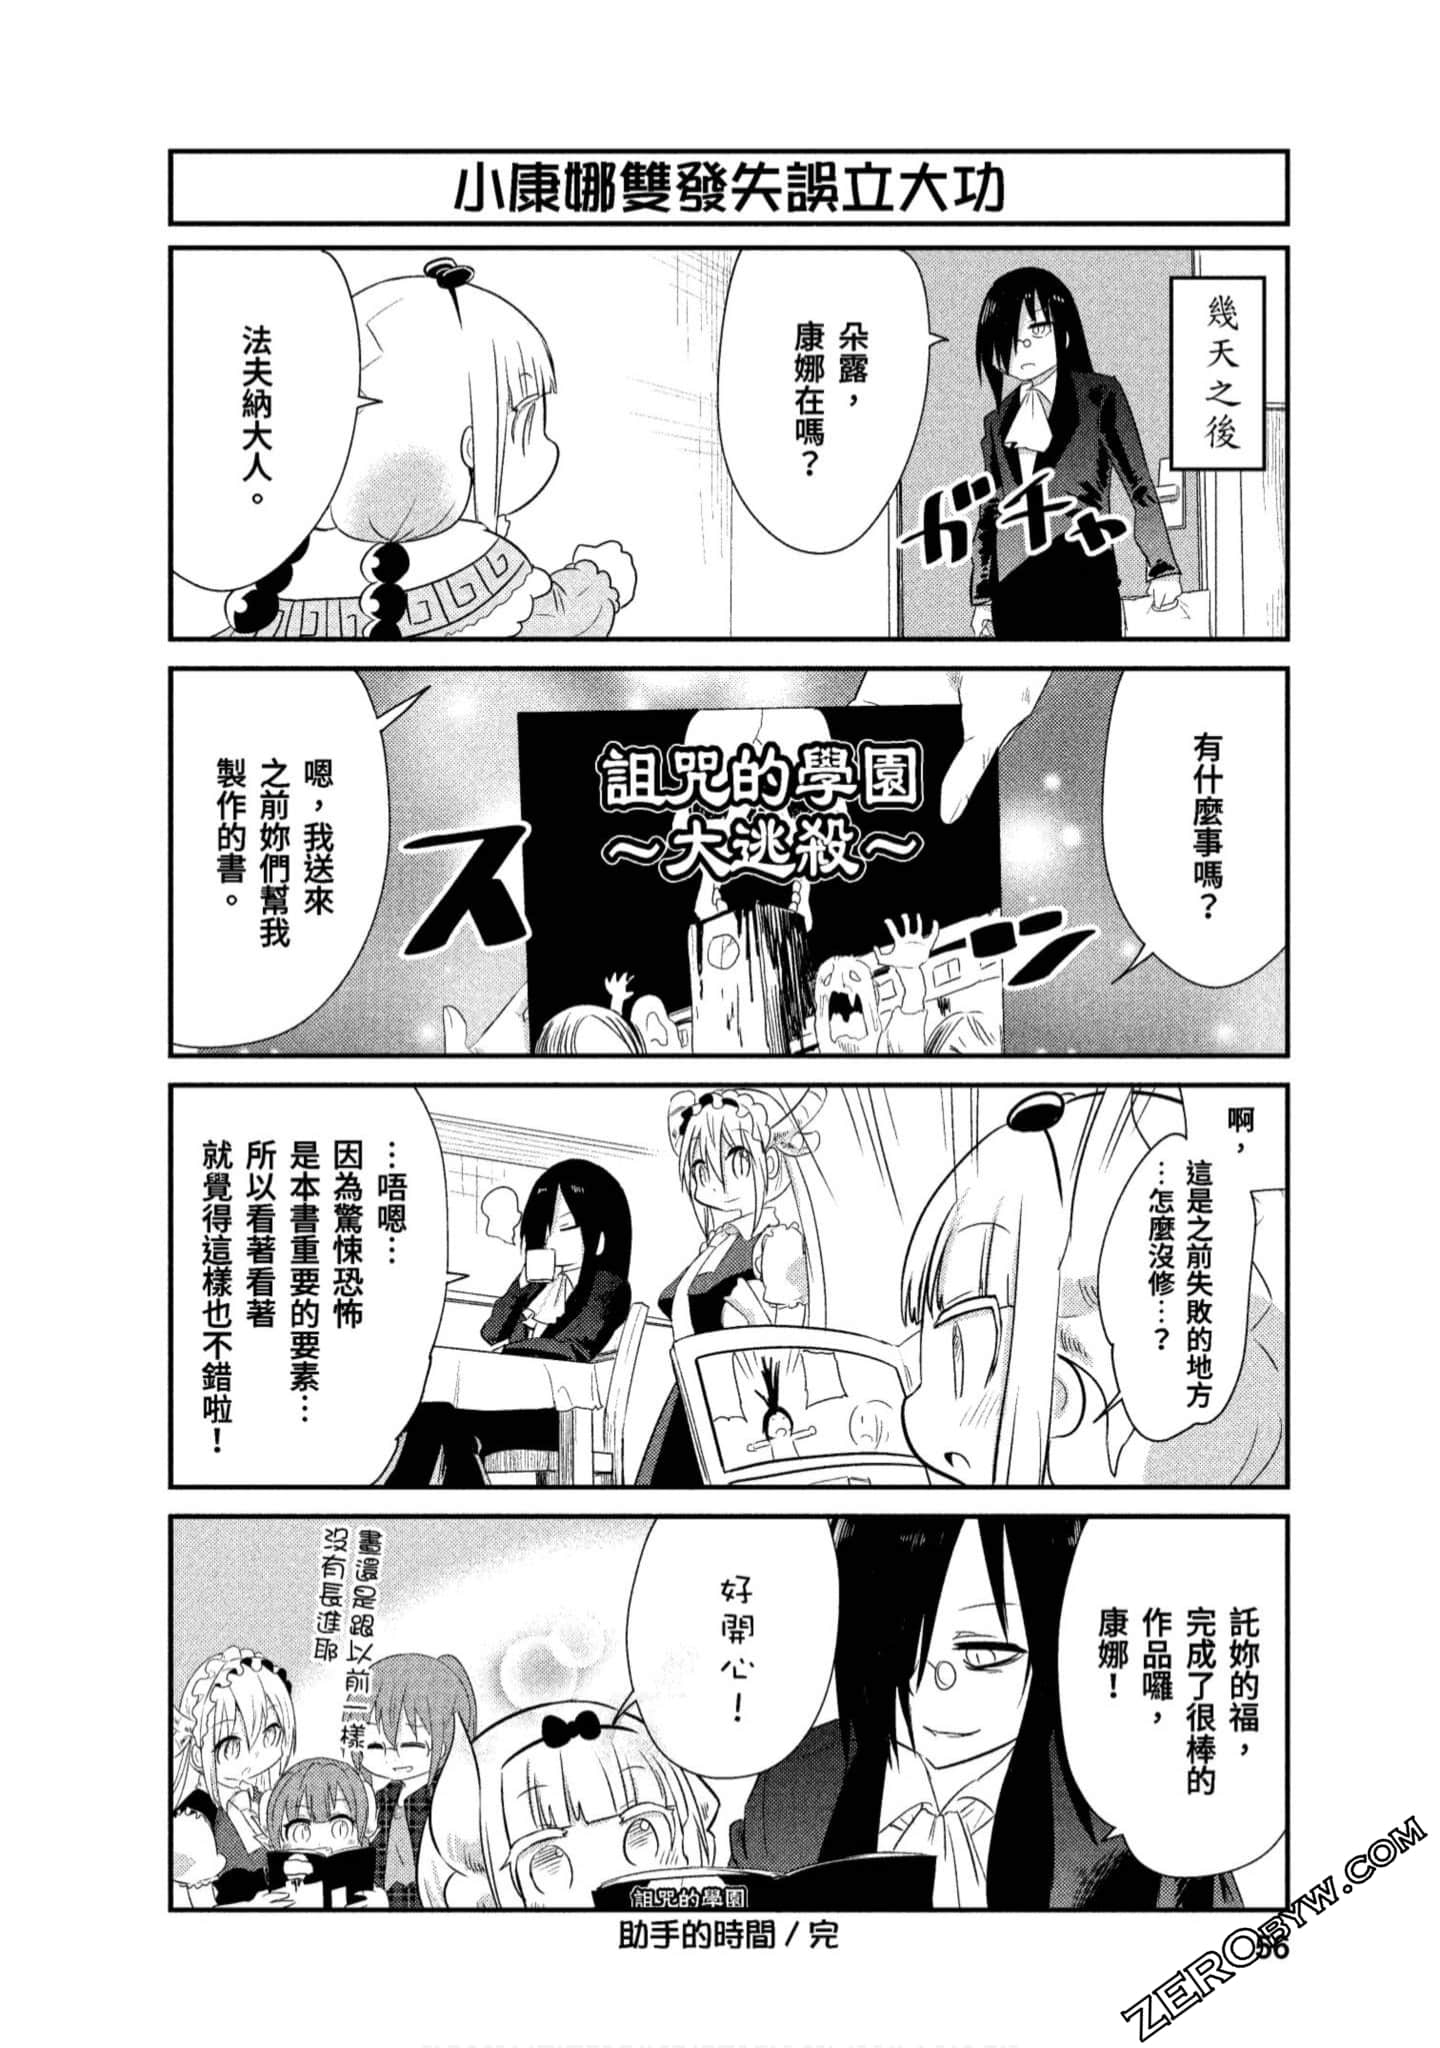 小康娜雙發失誤立大功
幾天之後
朵露，
康娜在嗎？
ガチャ
法夫納大人。
有什麼事嗎？
詛咒的學園
～大逃殺～
スーン
嗯，我送來
之前妳們幫我
製作的書。
啊，
這是之前失敗的地方
…怎麼沒修…？
…唔嗯…
因為驚悚恐怖
是本書重要的要素…
所以看著看著
就覺得這樣也不錯啦！
託妳的福，
完成了很棒的
作品囉，
康娜！
好開心！
畫還是跟以前一樣
沒有長進耶
詛咒的學園
助手的時間／完
56
ZEROBYW.COM